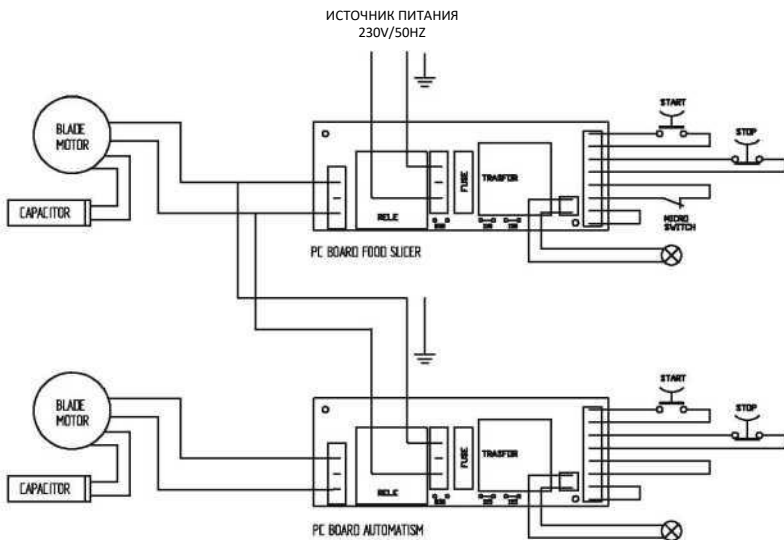 ИСТОЧНИК ПИТАНИЯ
230V/50HZ
BLADE
MOTOR
CAPACITOR
RELE
FUSE
TRASFOR
START
STOP
MICRO
SWITCH
PC BOARD FOOD SLICER
BLADE
MOTOR
CAPACITOR
RELE
FUSE
TRASFOR
START
STOP
PC BOARD AUTOMATISM